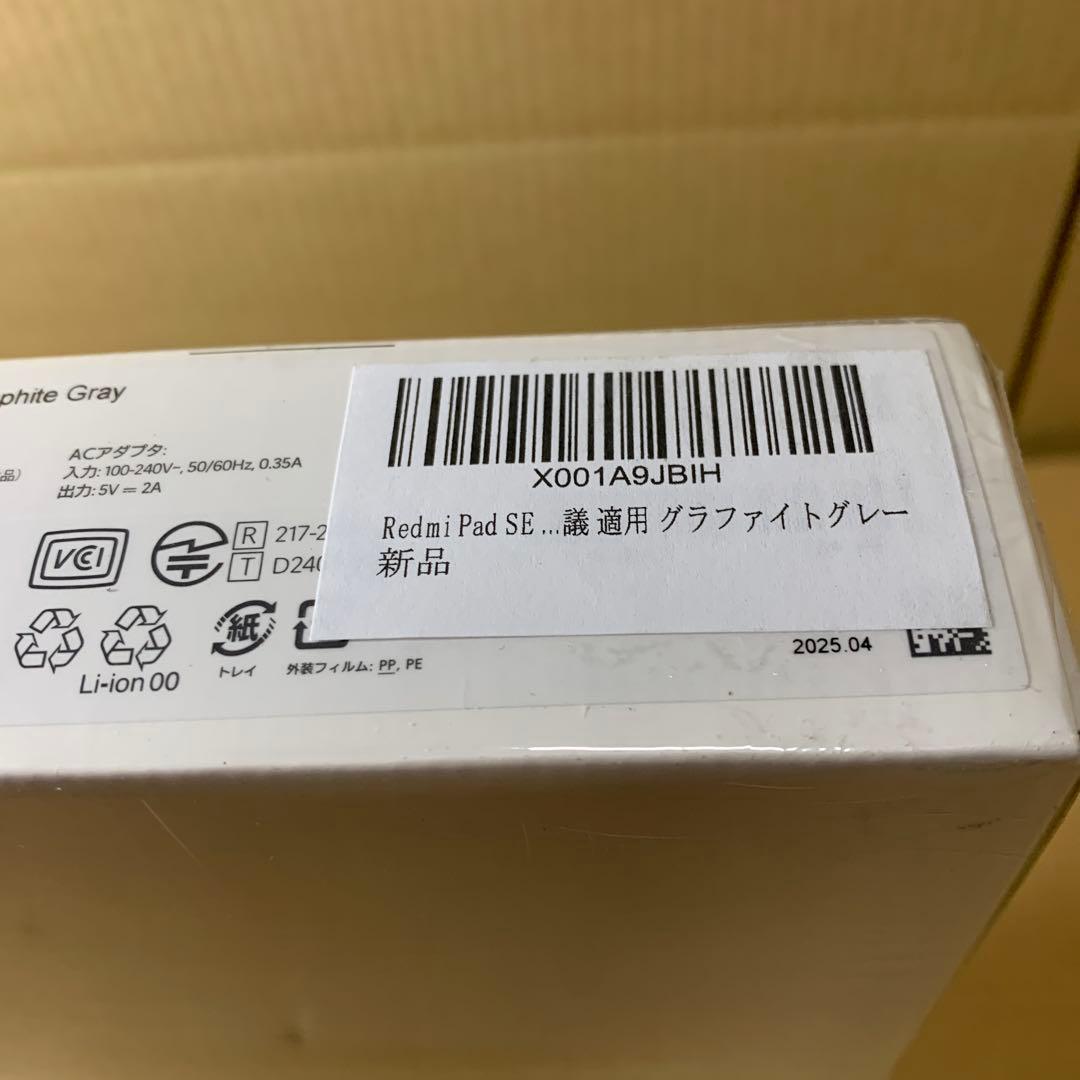 phite Gray
ACアダプタ:
品)
入力: 100-240V~, 50/60Hz, 0.35A
出力: 5V = 2A
VCI
R 217-2
T D240
Li-ion 00
紙
トレイ
外装フィルム: PP, PE
X001A9JBIH
Redmi Pad SE ...議 適用 グラファイトグレー
新品
2025.04